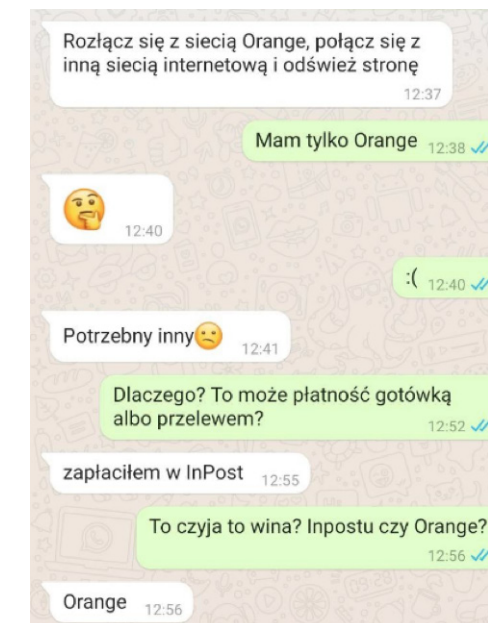 Rozłącz się z siecią Orange, połącz się z
inną siecią internetową i odśwież stronę
12:37
Mam tylko Orange 12:38
🤔 12:40
:( 12:40
Potrzebny inny😕 12:41
Dlaczego? To może płatność gotówką
albo przelewem? 12:52
zapłaciłem w InPost 12:55
To czyja to wina? Inpostu czy Orange?
12:56
Orange 12:56